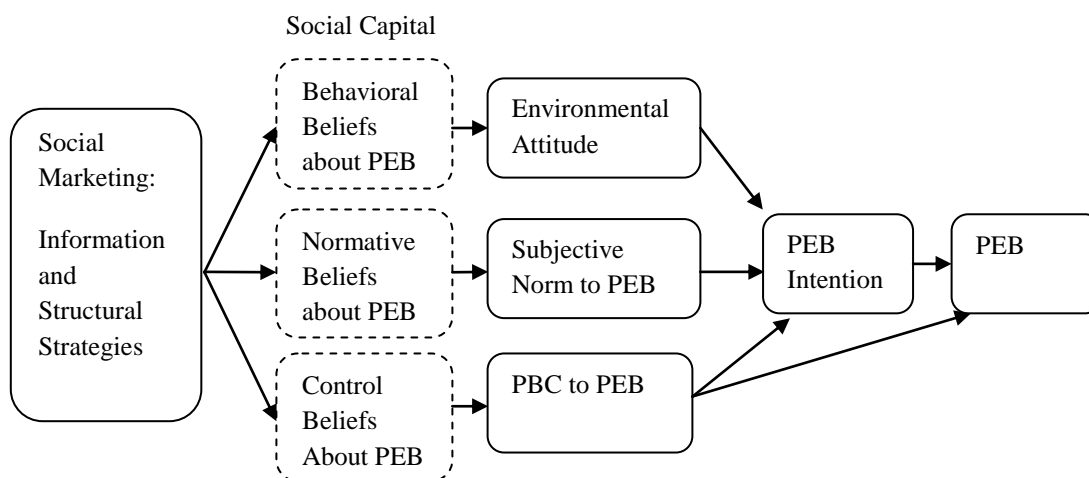 Social Capital
Social
Marketing:
Information
and
Structural
Strategies
Behavioral
Beliefs
about PEB
Environmental
Attitude
Normative
Beliefs
about PEB
Subjective
Norm to PEB
Control
Beliefs
About PEB
PBC to PEB
PEB
Intention
PEB